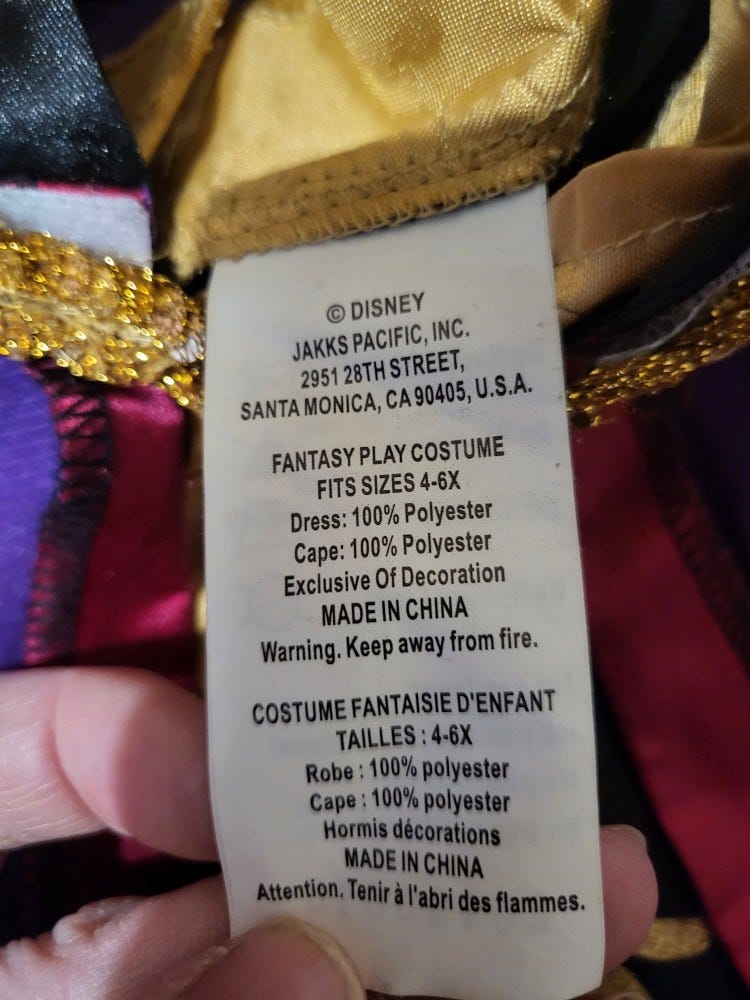 © DISNEY
JAKKS PACIFIC, INC.
2951 28TH STREET,
SANTA MONICA, CA 90405, U.S.A.
FANTASY PLAY COSTUME
FITS SIZES 4-6X
Dress: 100% Polyester
Cape: 100% Polyester
Exclusive Of Decoration
MADE IN CHINA
Warning. Keep away from fire.
COSTUME FANTAISIE D'ENFANT
TAILLES : 4-6X
Robe : 100% polyester
Cape : 100% polyester
Hormis décorations
MADE IN CHINA
Attention. Tenir à l'abri des flammes.